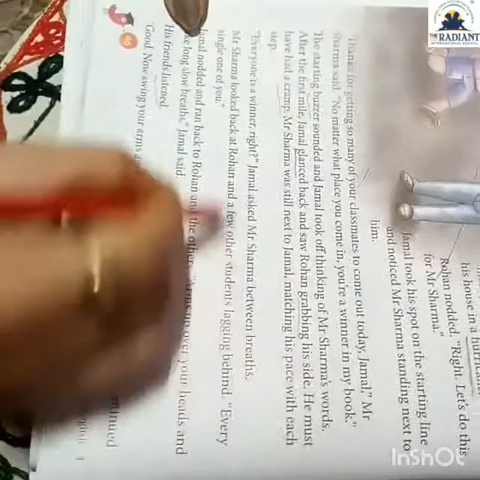 his house in a hurricane
Rohan nodded. "Right. Let's do this
for Mr Sharma."
Jamal took his spot on the starting line
and noticed Mr Sharma standing next to
him.
"Thanks for getting so many of your classmates to come out today, Jamal," Mr
Sharma said. "No matter what place you come in, you're a winner in my book."
The starting buzzer sounded and Jamal took off thinking of Mr Sharma's words.
After the first mile, Jamal glanced back and saw Rohan grabbing his side. He must
have had a cramp. Mr Sharma was still next to Jamal, matching his pace with each
step.
"Everyone is a winner, right?" Jamal asked Mr Sharma between breaths.
Mr Sharma looked back at Rohan and a few other students lagging behind. "Every
single one of you."
Jamal nodded and ran back to Rohan and the others. "Arms up over your heads and
long slow breaths," Jamal said.
His friends listened.
"Good. Now swing your arms
THE RADIANT
INTERNATIONAL SCHOOL
InShOt